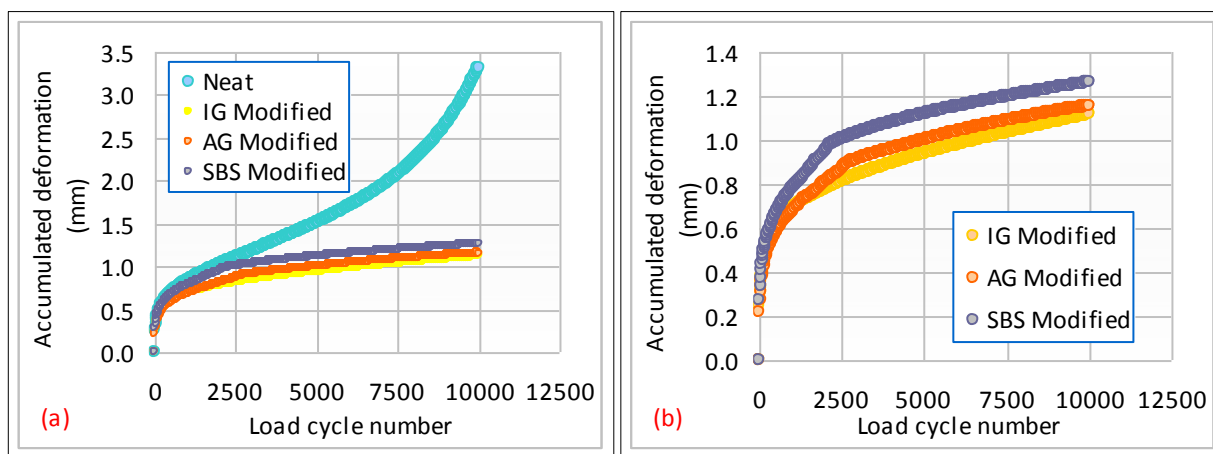 Accumulated deformation
(mm)
3.5
3.0
2.5
2.0
1.5
1.0
0.5
0.0
Neat
IG Modified
AG Modified
SBS Modified
0 2500 5000 7500 10000 12500
Load cycle number
(a)
Accumulated deformation
(mm)
1.4
1.2
1.0
0.8
0.6
0.4
0.2
0.0
IG Modified
AG Modified
SBS Modified
0 2500 5000 7500 10000 12500
Load cycle number
(b)